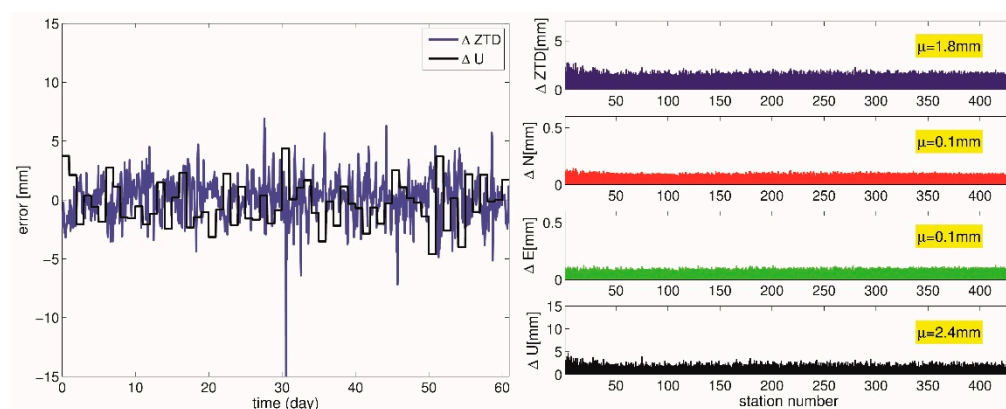 15
10
5
0
−5
−10
−15
error [mm]
0 10 20 30 40 50 60
time (day)
Δ ZTD
Δ U
Δ ZTD[mm]
5
0
μ=1.8mm
50 100 150 200 250 300 350 400
Δ N[mm]
0.5
0
μ=0.1mm
50 100 150 200 250 300 350 400
Δ E[mm]
0.5
0
μ=0.1mm
50 100 150 200 250 300 350 400
Δ U[mm]
15
10
5
0
μ=2.4mm
50 100 150 200 250 300 350 400
station number